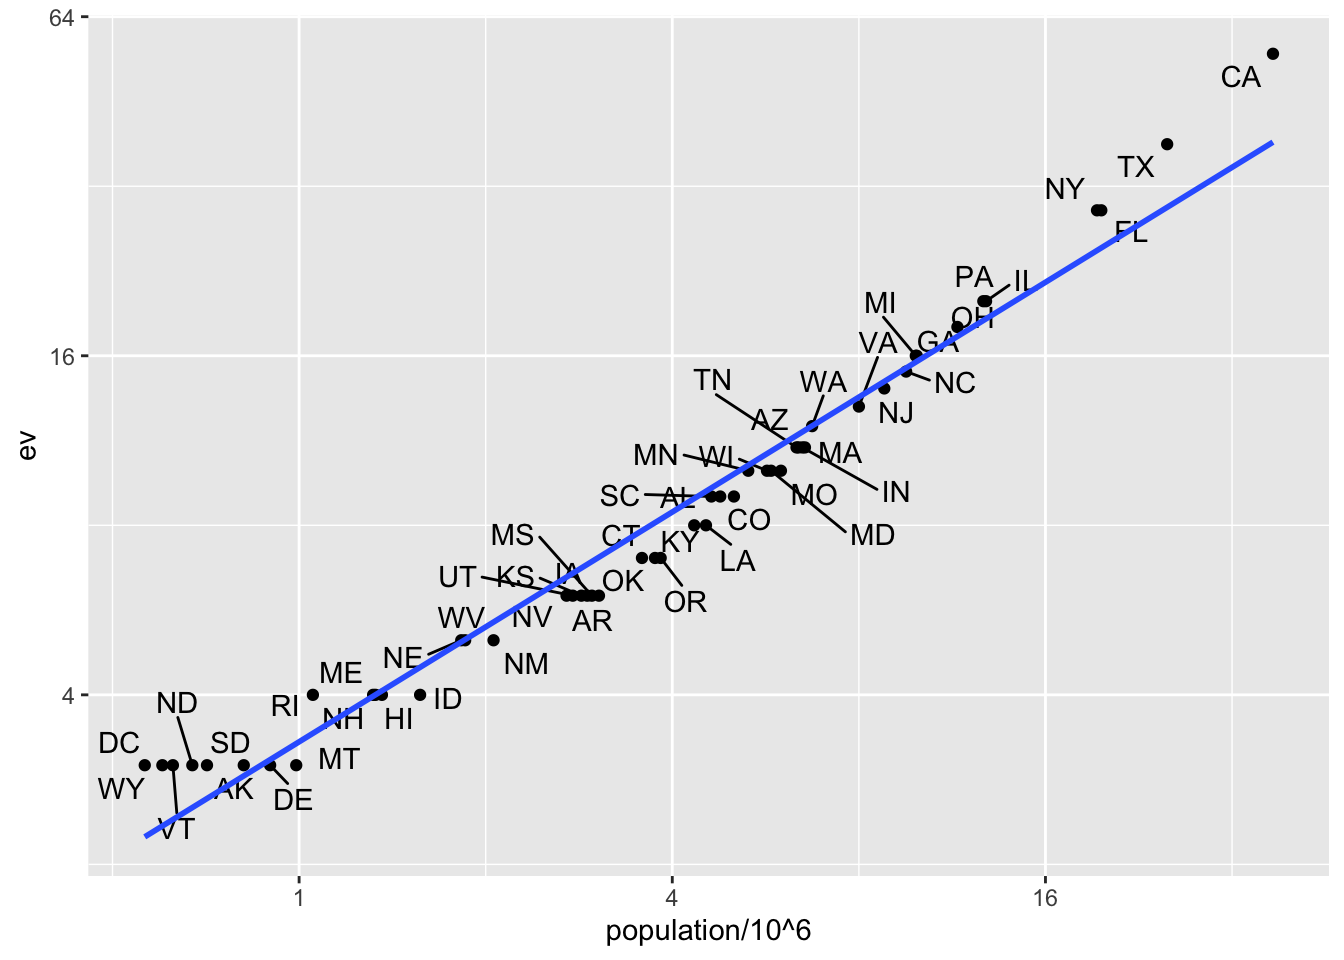 64
CA
TX
NY
FL
PA
IL
MI
OH
VA
GA
16
NC
TN
WA
NJ
AZ
MN
WI
MA
ev
SC
AL
MO
IN
CO
MS
CT
KY
MD
LA
UT
KS
IA
OK
OR
WV
NV
AR
NE
NM
ME
4
RI
NH
HI
ID
ND
DC
SD
MT
WY
AK
DE
VT
1
4
16
population/10^6